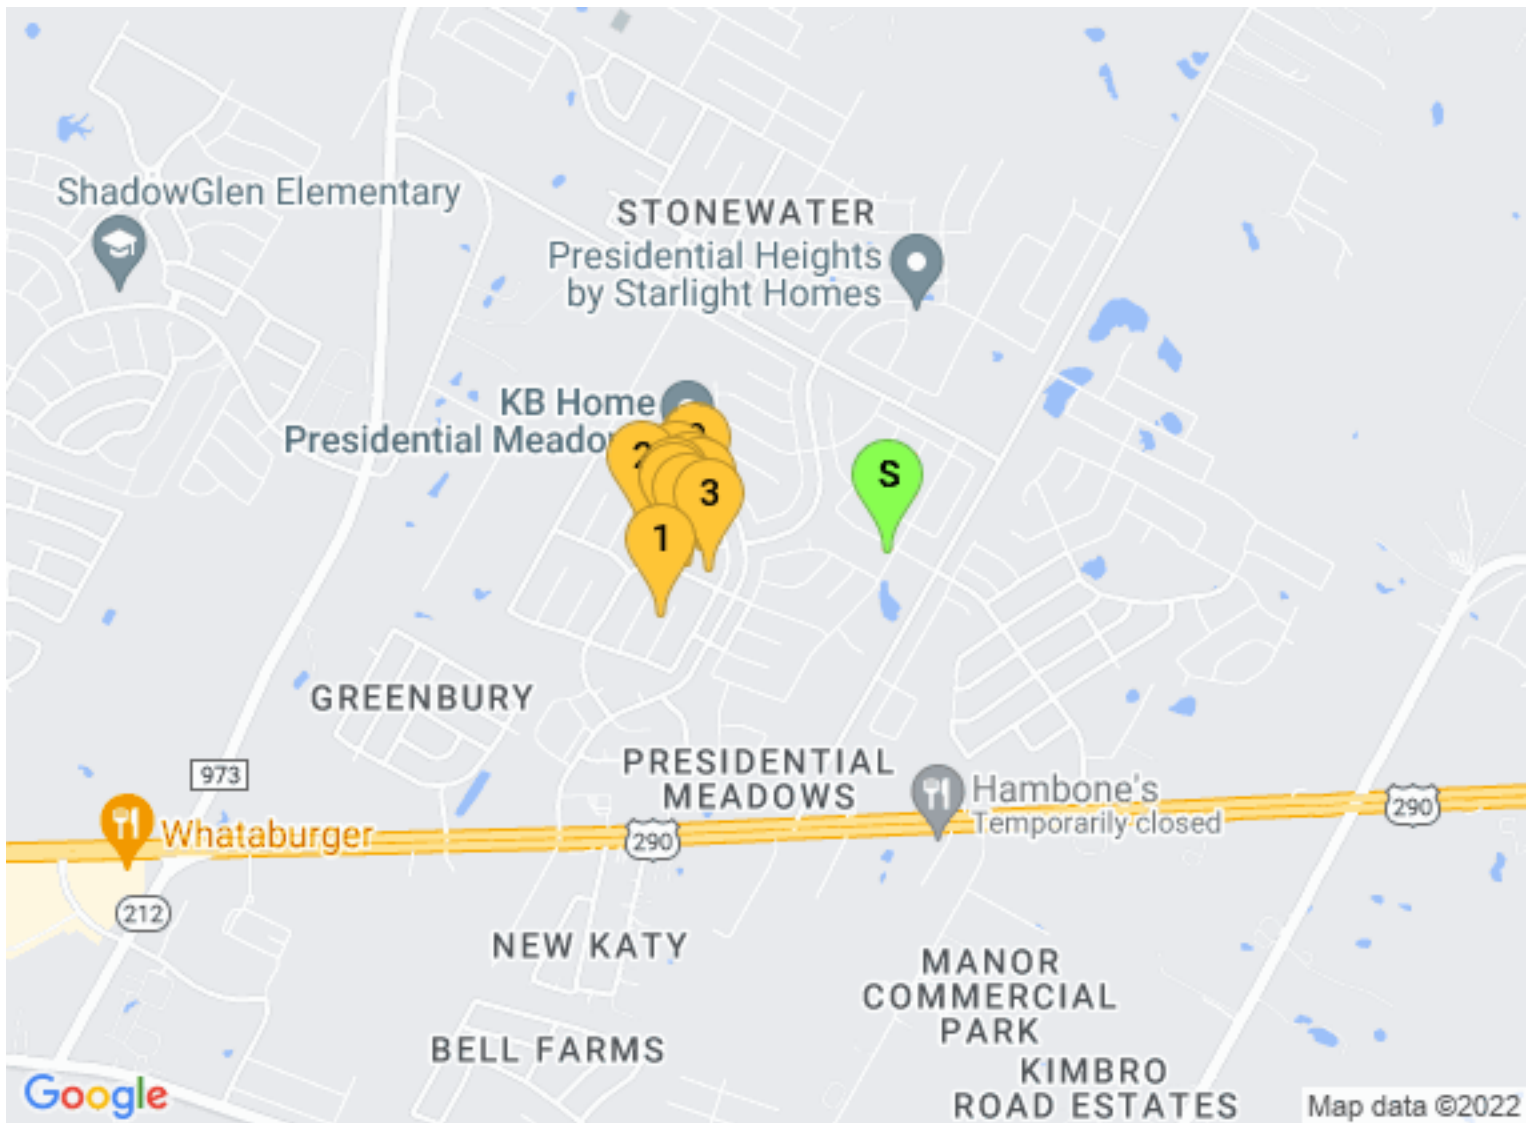 ShadowGlen Elementary
STONEWATER
Presidential Heights
by Starlight Homes
KB Home
Presidential Meado
2
S
3
1
GREENBURY
973
PRESIDENTIAL
MEADOWS
Hambone's
Temporarily closed
290
Whataburger
290
212
NEW KATY
MANOR
COMMERCIAL
PARK
BELL FARMS
KIMBRO
ROAD ESTATES
Google
Map data ©2022